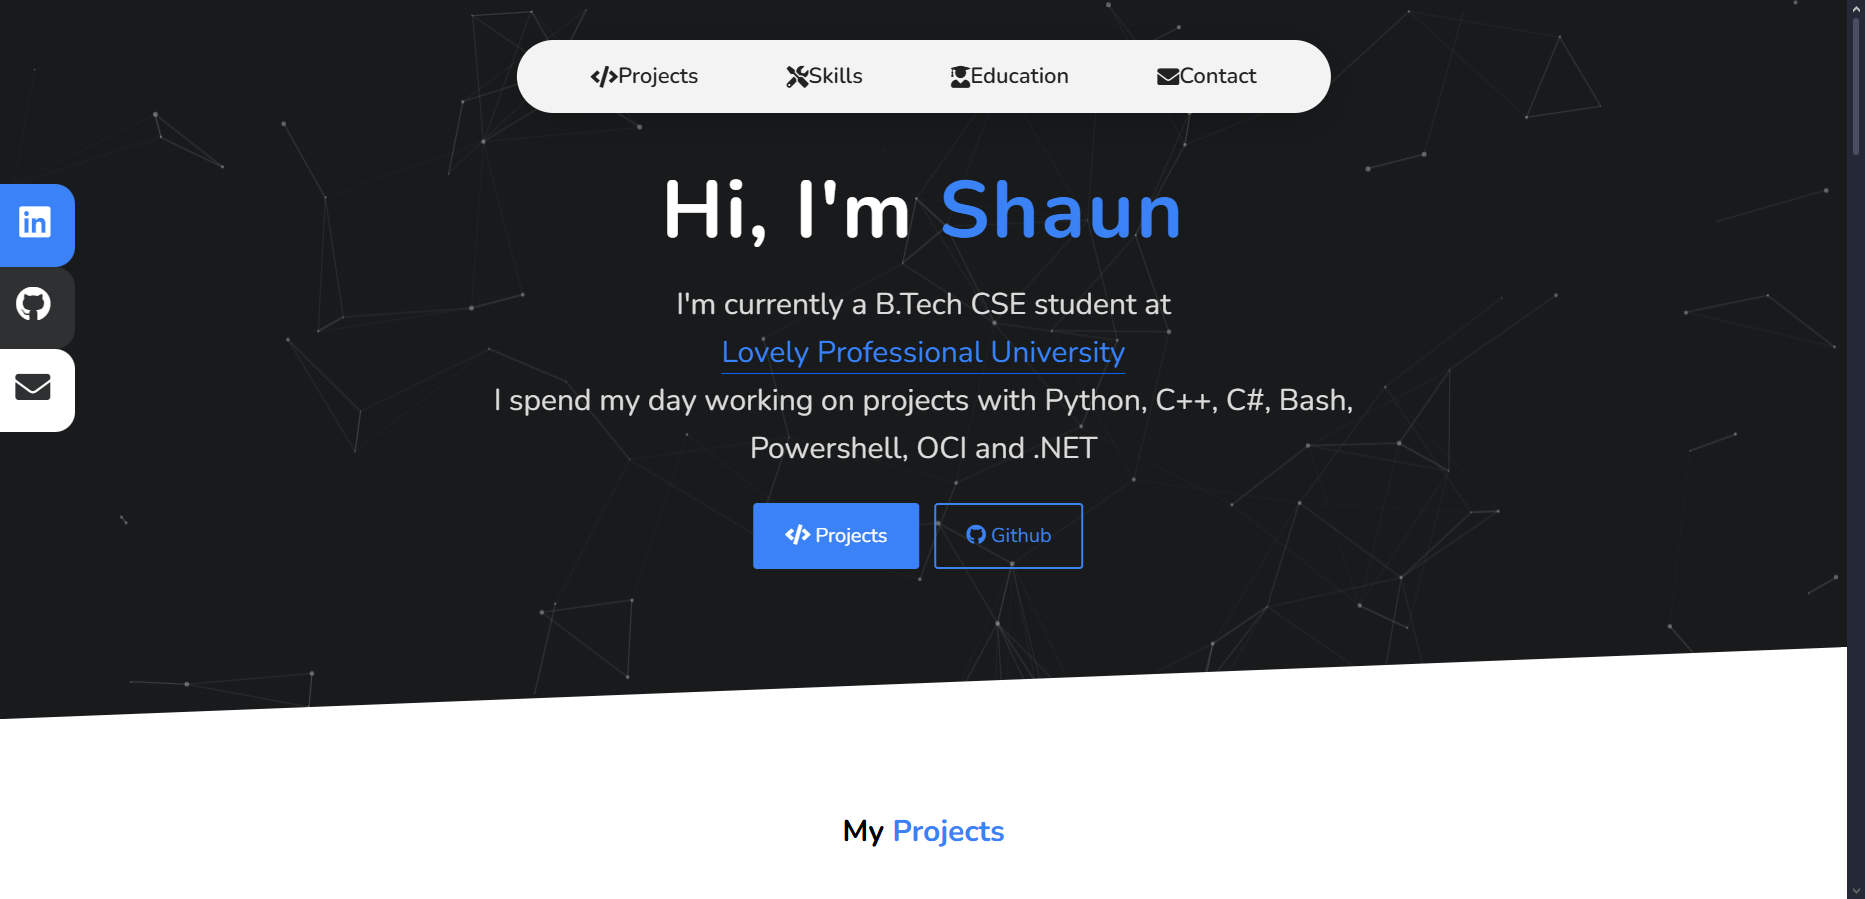 Projects Skills Education Contact
Hi, I'm Shaun
I'm currently a B.Tech CSE student at
Lovely Professional University
I spend my day working on projects with Python, C++, C#, Bash,
Powershell, OCI and .NET
Projects Github
My Projects